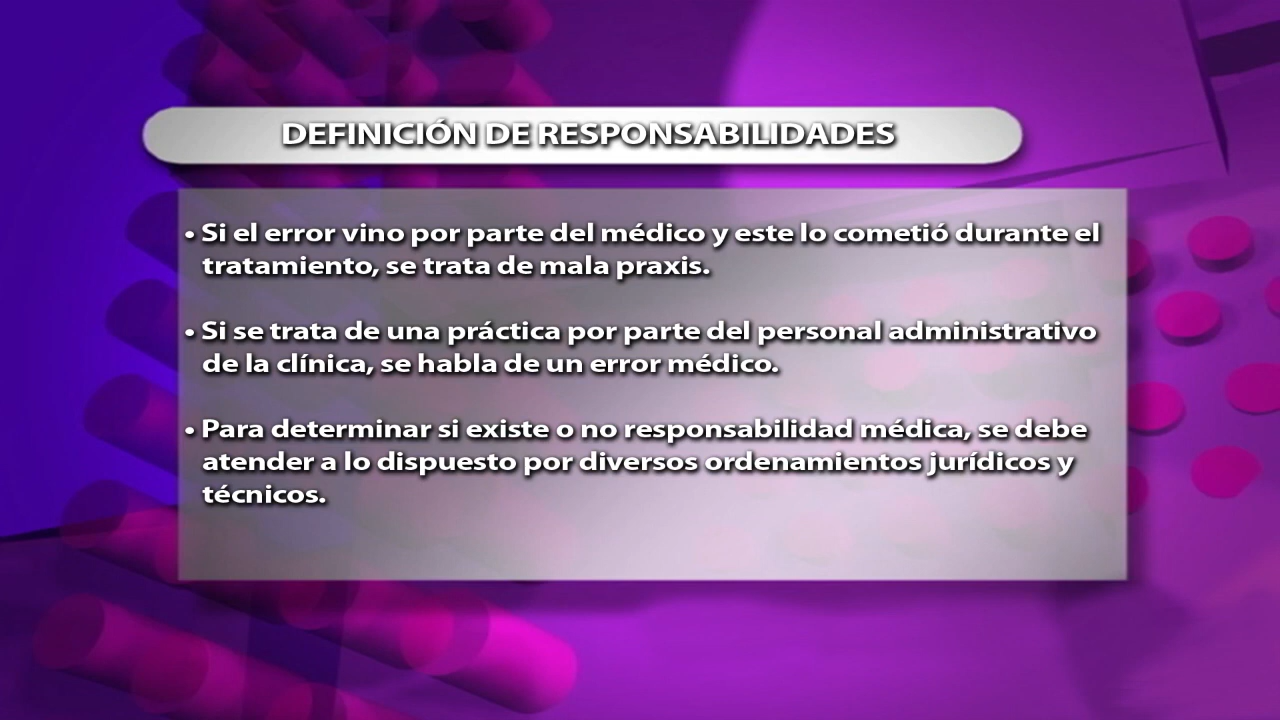 DEFINICIÓN DE RESPONSABILIDADES
• Si el error vino por parte del médico y este lo cometió durante el
tratamiento, se trata de mala praxis.
• Si se trata de una práctica por parte del personal administrativo
de la clínica, se habla de un error médico.
• Para determinar si existe o no responsabilidad médica, se debe
atender a lo dispuesto por diversos ordenamientos jurídicos y
técnicos.